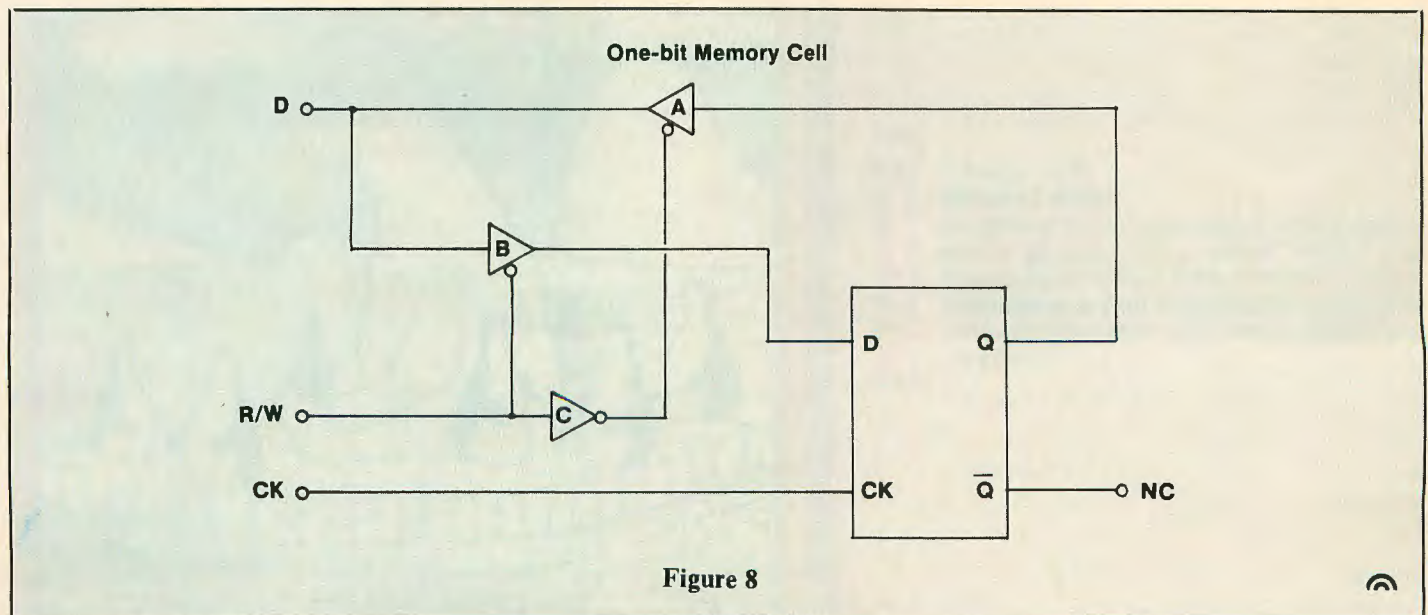 One-bit Memory Cell
D
A
B
D
Q
R/W
C
CK
CK
Q̅
NC
Figure 8